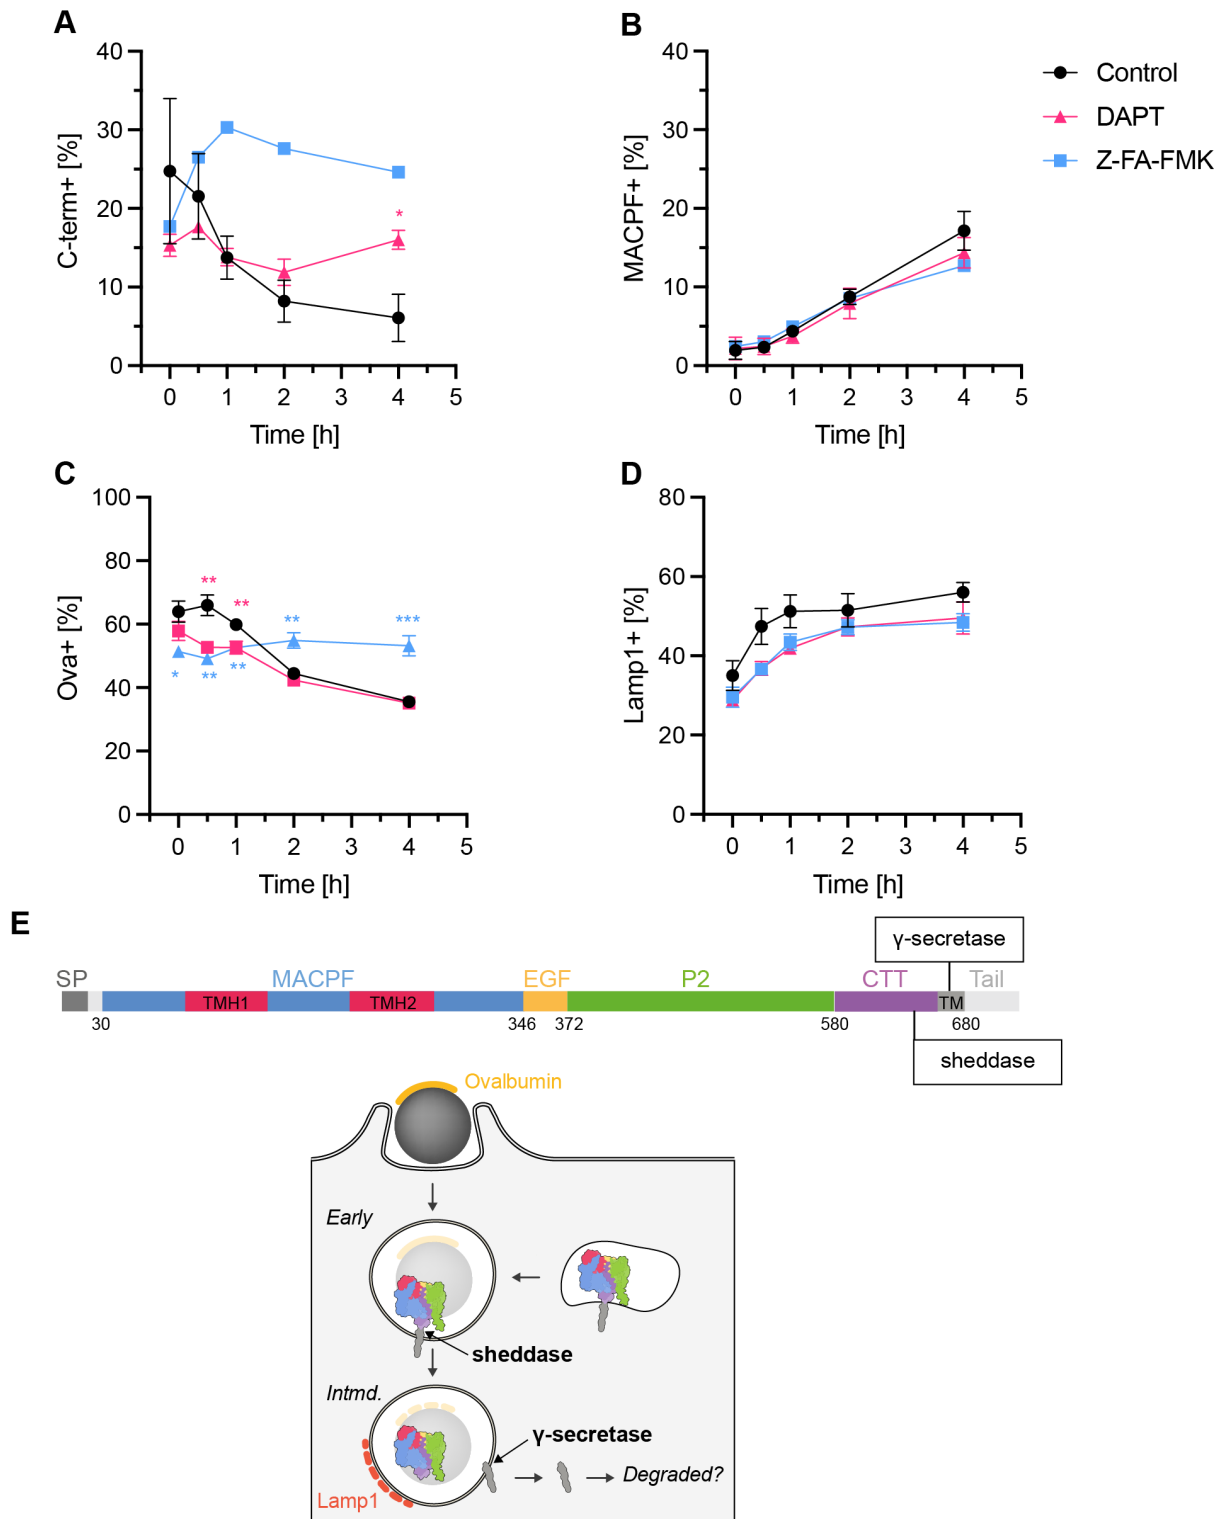 A
40
30
20
10
0
C-term+ [%]
*
0 1 2 3 4 5
Time [h]
B
40
30
20
10
0
MACPF+ [%]
0 1 2 3 4 5
Time [h]
Control
DAPT
Z-FA-FMK
C
100
80
60
40
20
0
Ova+ [%]
** ** ** ***
* ** **
0 1 2 3 4 5
Time [h]
D
80
60
40
20
0
Lamp1+ [%]
0 1 2 3 4 5
Time [h]
E
γ-secretase
SP MACPF EGF P2 CTT Tail
TMH1 TMH2 TM
30 346 372 580 680
sheddase
Ovalbumin
Early
sheddase
Intmd.
γ-secretase
Degraded?
Lamp1